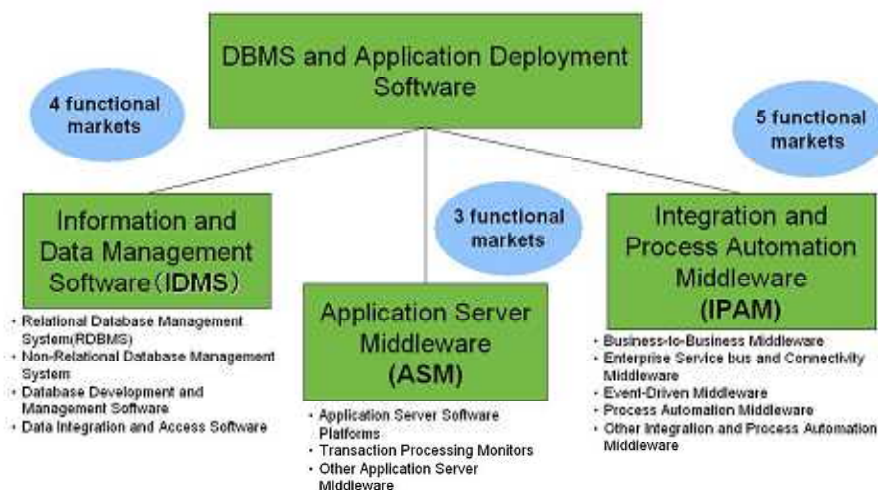 DBMS and Application Deployment
Software
4 functional
markets
5 functional
markets
3 functional
markets
Information and
Data Management
Software(IDMS)
・Relational Database Management
System(RDBMS)
・Non-Relational Database Management
System
・Database Development and
Management Software
・Data Integration and Access Software
Application Server
Middleware
(ASM)
・Application Server Software
Platforms
・Transaction Processing Monitors
・Other Application Server
Middleware
Integration and
Process Automation
Middleware
(IPAM)
・Business-to-Business Middleware
・Enterprise Service bus and Connectivity
Middleware
・Event-Driven Middleware
・Process Automation Middleware
・Other Integration and Process Automation
Middleware